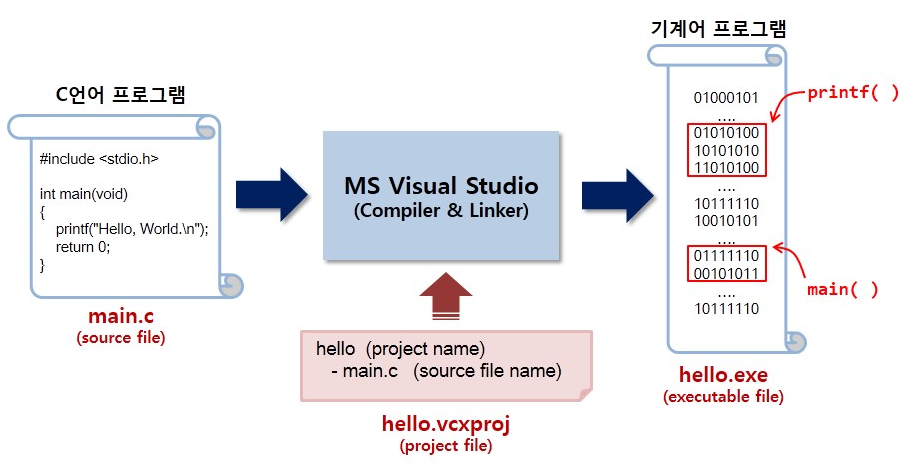 C언어 프로그램
#include <stdio.h>
int main(void)
{
printf("Hello, World.\n");
return 0;
}
main.c
(source file)
MS Visual Studio
(Compiler & Linker)
hello (project name)
- main.c (source file name)
hello.vcxproj
(project file)
기계어 프로그램
01000101
....
01010100
10101010
11010100
....
10111110
10010101
....
01111110
00101011
....
10111110
printf( )
main( )
hello.exe
(executable file)